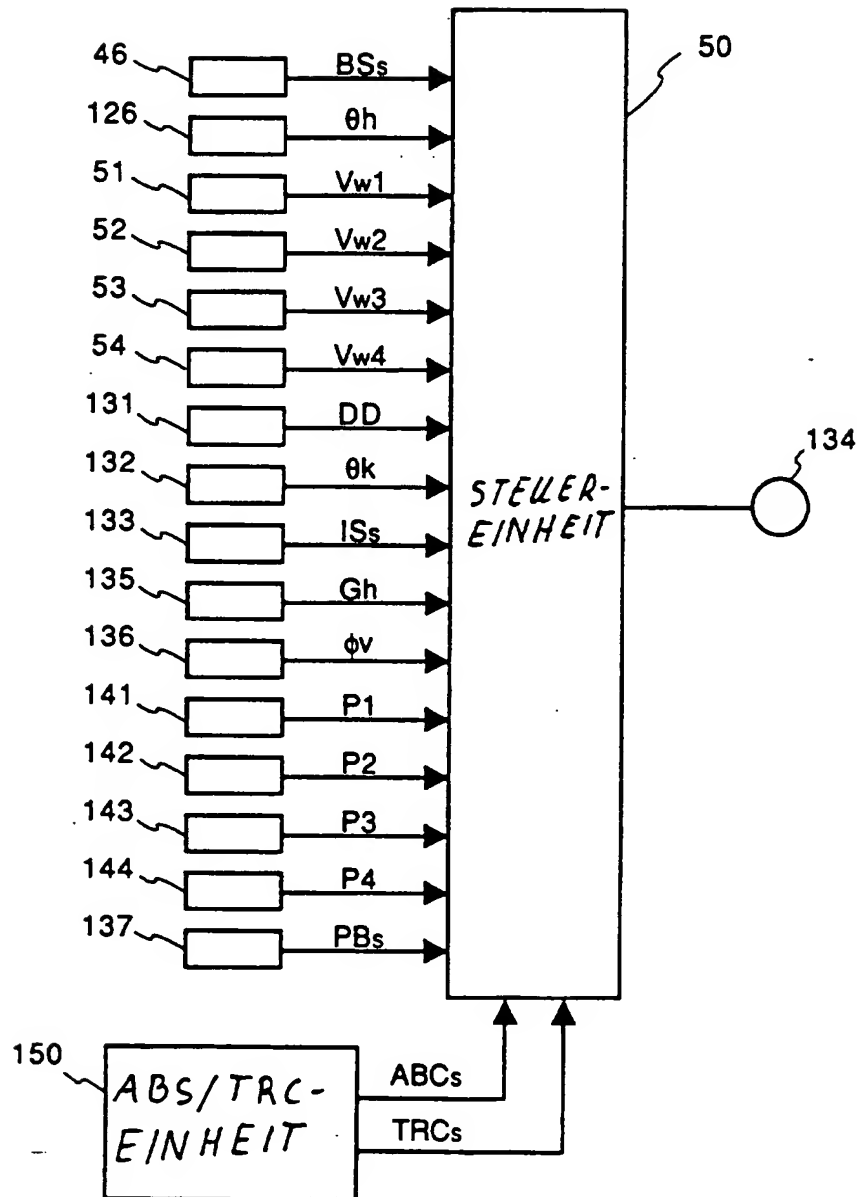 46 BSs 50
126 θh
51 Vw1
52 Vw2
53 Vw3
54 Vw4
131 DD
132 θk
133 ISs
135 Gh
136 φv
141 P1
142 P2
143 P3
144 P4
137 PBs
STEUER-
EINHEIT
134
150
ABS/TRC-
EINHEIT
ABCs
TRCs